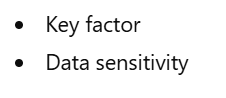 • Key factor
• Data sensitivity